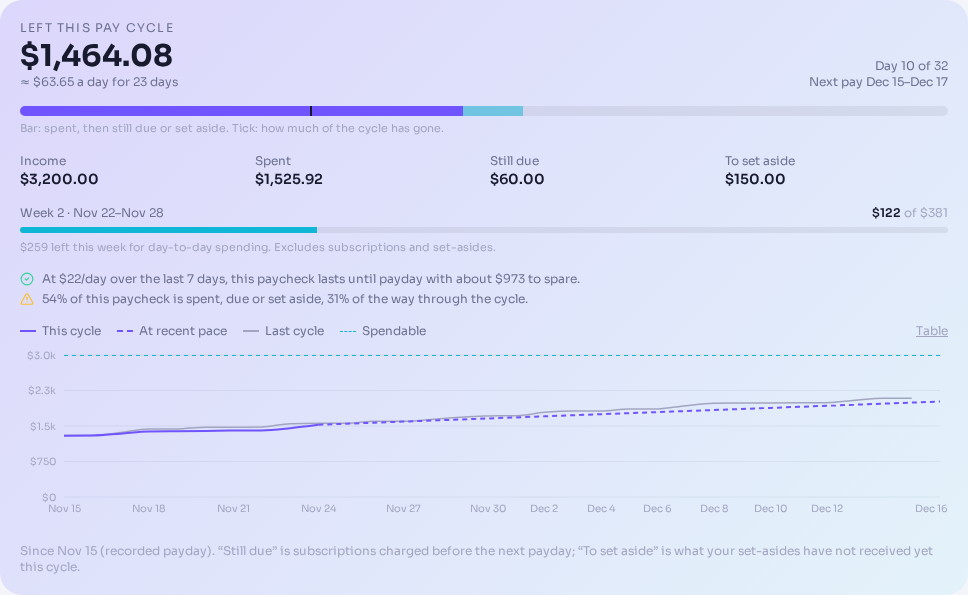 LEFT THIS PAY CYCLE
$1,464.08
≈ $63.65 a day for 23 days
Day 10 of 32
Next pay Dec 15–Dec 17
Bar: spent, then still due or set aside. Tick: how much of the cycle has gone.
Income Spent Still due To set aside
$3,200.00 $1,525.92 $60.00 $150.00
Week 2 · Nov 22–Nov 28 $122 of $381
$259 left this week for day-to-day spending. Excludes subscriptions and set-asides.
At $22/day over the last 7 days, this paycheck lasts until payday with about $973 to spare.
54% of this paycheck is spent, due or set aside, 31% of the way through the cycle.
This cycle At recent pace Last cycle Spendable Table
$3.0k
$2.3k
$1.5k
$750
$0
Nov 15 Nov 18 Nov 21 Nov 24 Nov 27 Nov 30 Dec 2 Dec 4 Dec 6 Dec 8 Dec 10 Dec 12 Dec 16
Since Nov 15 (recorded payday). “Still due” is subscriptions charged before the next payday; “To set aside” is what your set-asides have not received yet
this cycle.